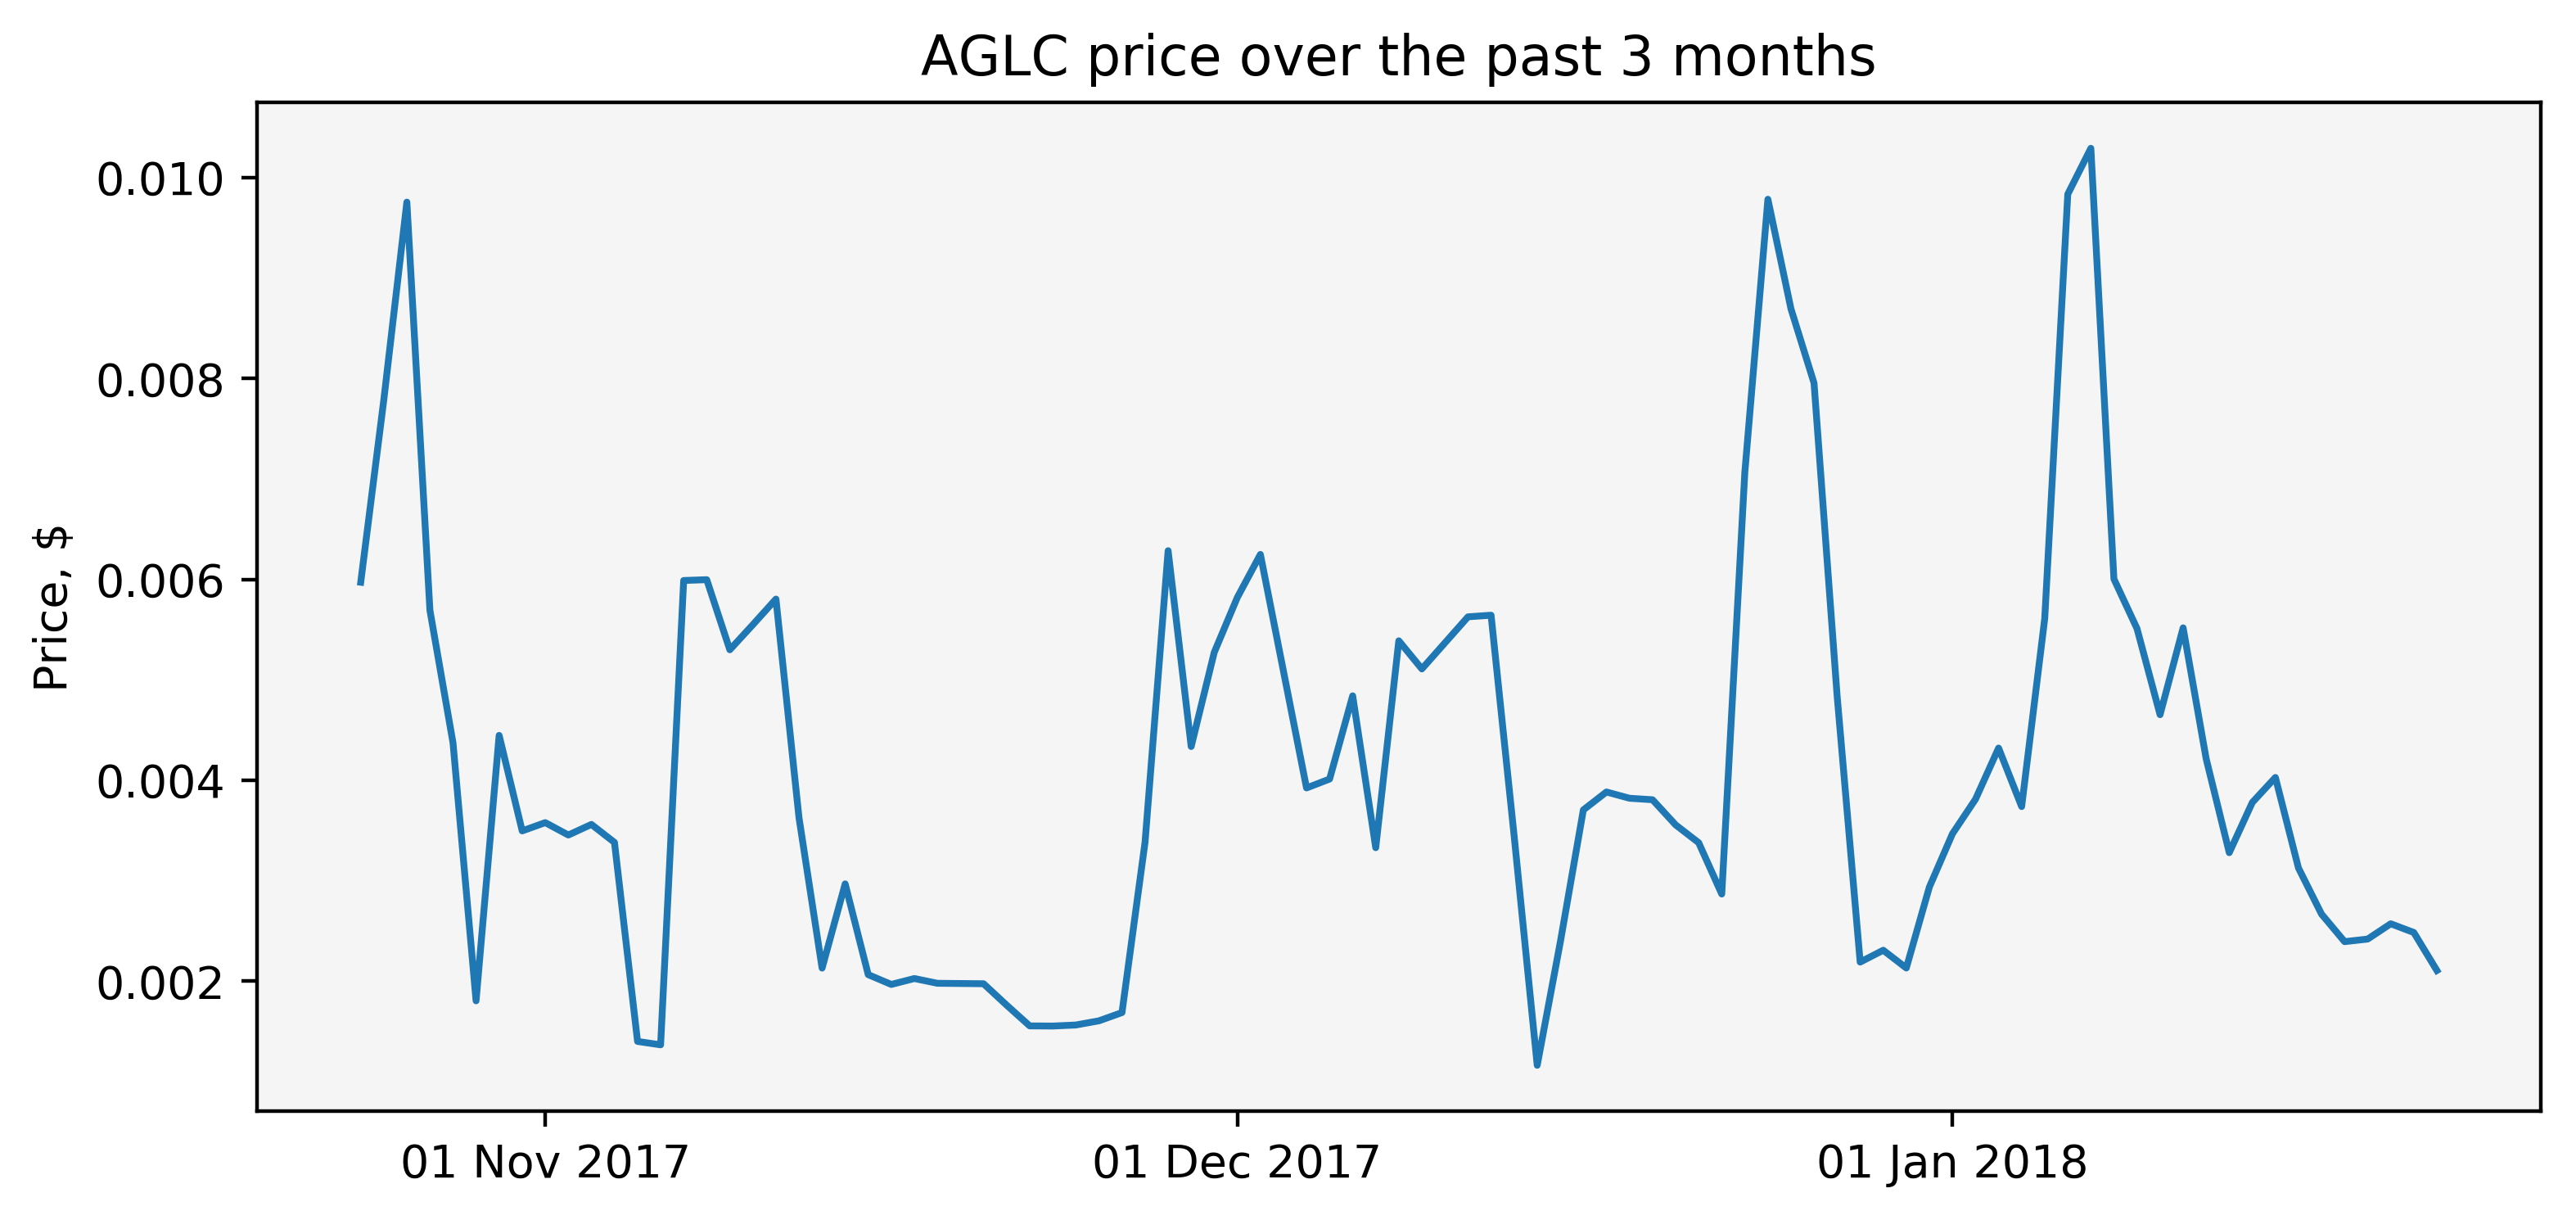 AGLC price over the past 3 months
Price, $
0.010
0.008
0.006
0.004
0.002
01 Nov 2017
01 Dec 2017
01 Jan 2018